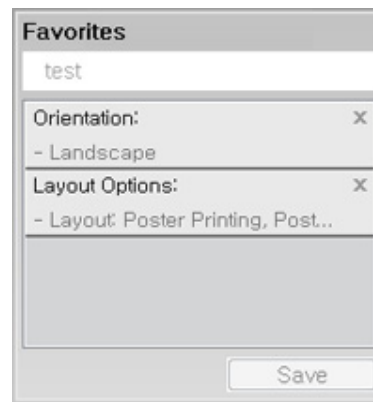 Favorites
test
Orientation: x
- Landscape
Layout Options: x
- Layout: Poster Printing, Post...
Save